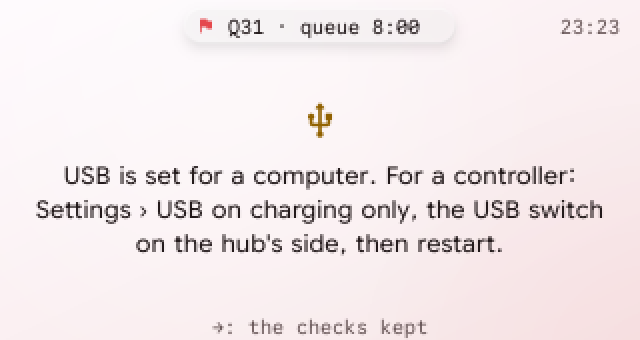 Q31 · queue 8:00
23:23
USB is set for a computer. For a controller:
Settings › USB on charging only, the USB switch
on the hub's side, then restart.
→: the checks kept